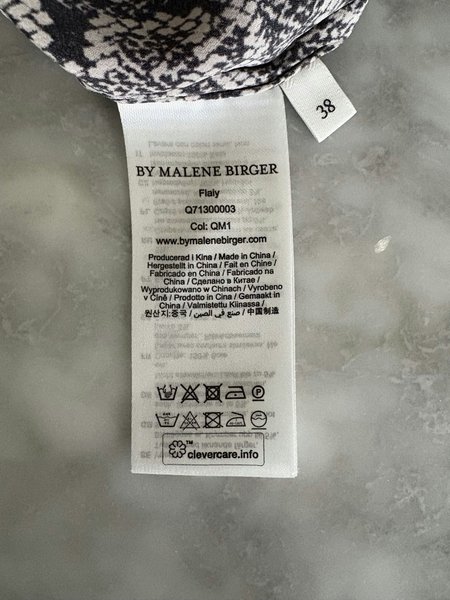 38
BY MALENE BIRGER
Flaly
Q71300003
Col: QM1
www.bymalenebirger.com
Producerad i Kina / Made in China /
Hergestellt in China / Fait en Chine /
Fabricado en China / Fabricado na
China / Сделано в Китае /
Wyprodukowano w Chinach / Vyrobeno
v Číně / Prodotto in Cina / Gemaakt in
China / Valmistettu Kiinassa /
원산지:중국 / صنع في الصين / 中国制造
clevercare.info